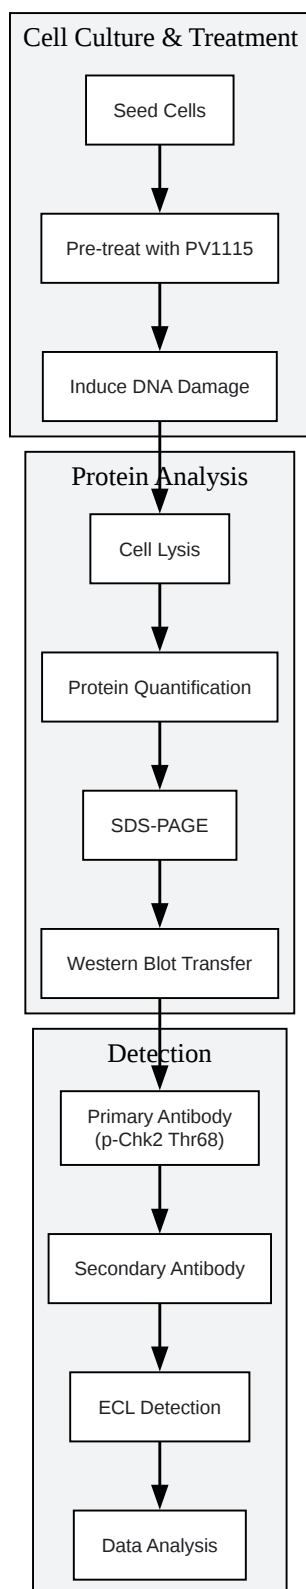 Cell Culture & Treatment
Seed Cells
Pre-treat with PV1115
Induce DNA Damage
Protein Analysis
Cell Lysis
Protein Quantification
SDS-PAGE
Western Blot Transfer
Detection
Primary Antibody
(p-Chk2 Thr68)
Secondary Antibody
ECL Detection
Data Analysis